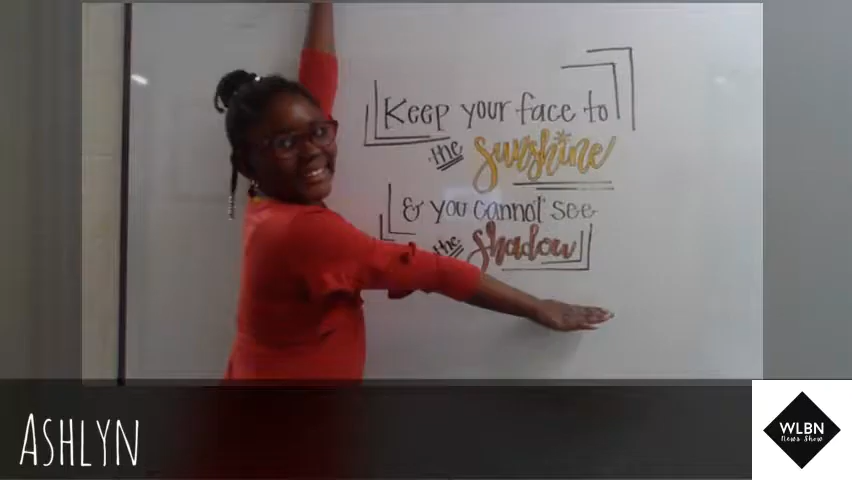 Keep your face to
the sunshine
& you cannot see
the shadow
ASHLYN
WLBN
News Show